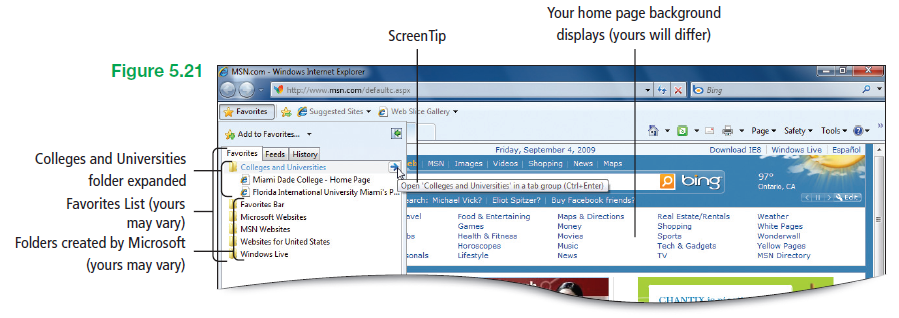 Your home page background
displays (yours will differ)
ScreenTip
Figure 5.21
MSN.com - Windows Internet Explorer
http://www.msn.com/defaultc.aspx
Bing
Favorites
Suggested Sites
Web Slice Gallery
Add to Favorites...
Page
Safety
Tools
Favorites Feeds History
Friday, September 4, 2009
Download IE8 | Windows Live | Español
Colleges and Universities
folder expanded
Colleges and Universities
MSN | Images | Videos | Shopping | News | Maps
Miami Dade College - Home Page
Florida International University Miami's P...
Open 'Colleges and Universities' in a tab group (Ctrl+Enter)
bing
97°
Ontario, CA
Edit
Favorites List (yours
may vary)
Favorites Bar
Microsoft Websites
MSN Websites
Websites for United States
Windows Live
Michael Vick? | Eliot Spitzer? | Buy Facebook friends?
Folders created by Microsoft
(yours may vary)
Food & Entertaining
Games
Health & Fitness
Horoscopes
Lifestyle
Maps & Directions
Money
Movies
Music
News
Real Estate/Rentals
Shopping
Sports
Tech & Gadgets
TV
Weather
White Pages
Wonderwall
Yellow Pages
MSN Directory
CHANTIX